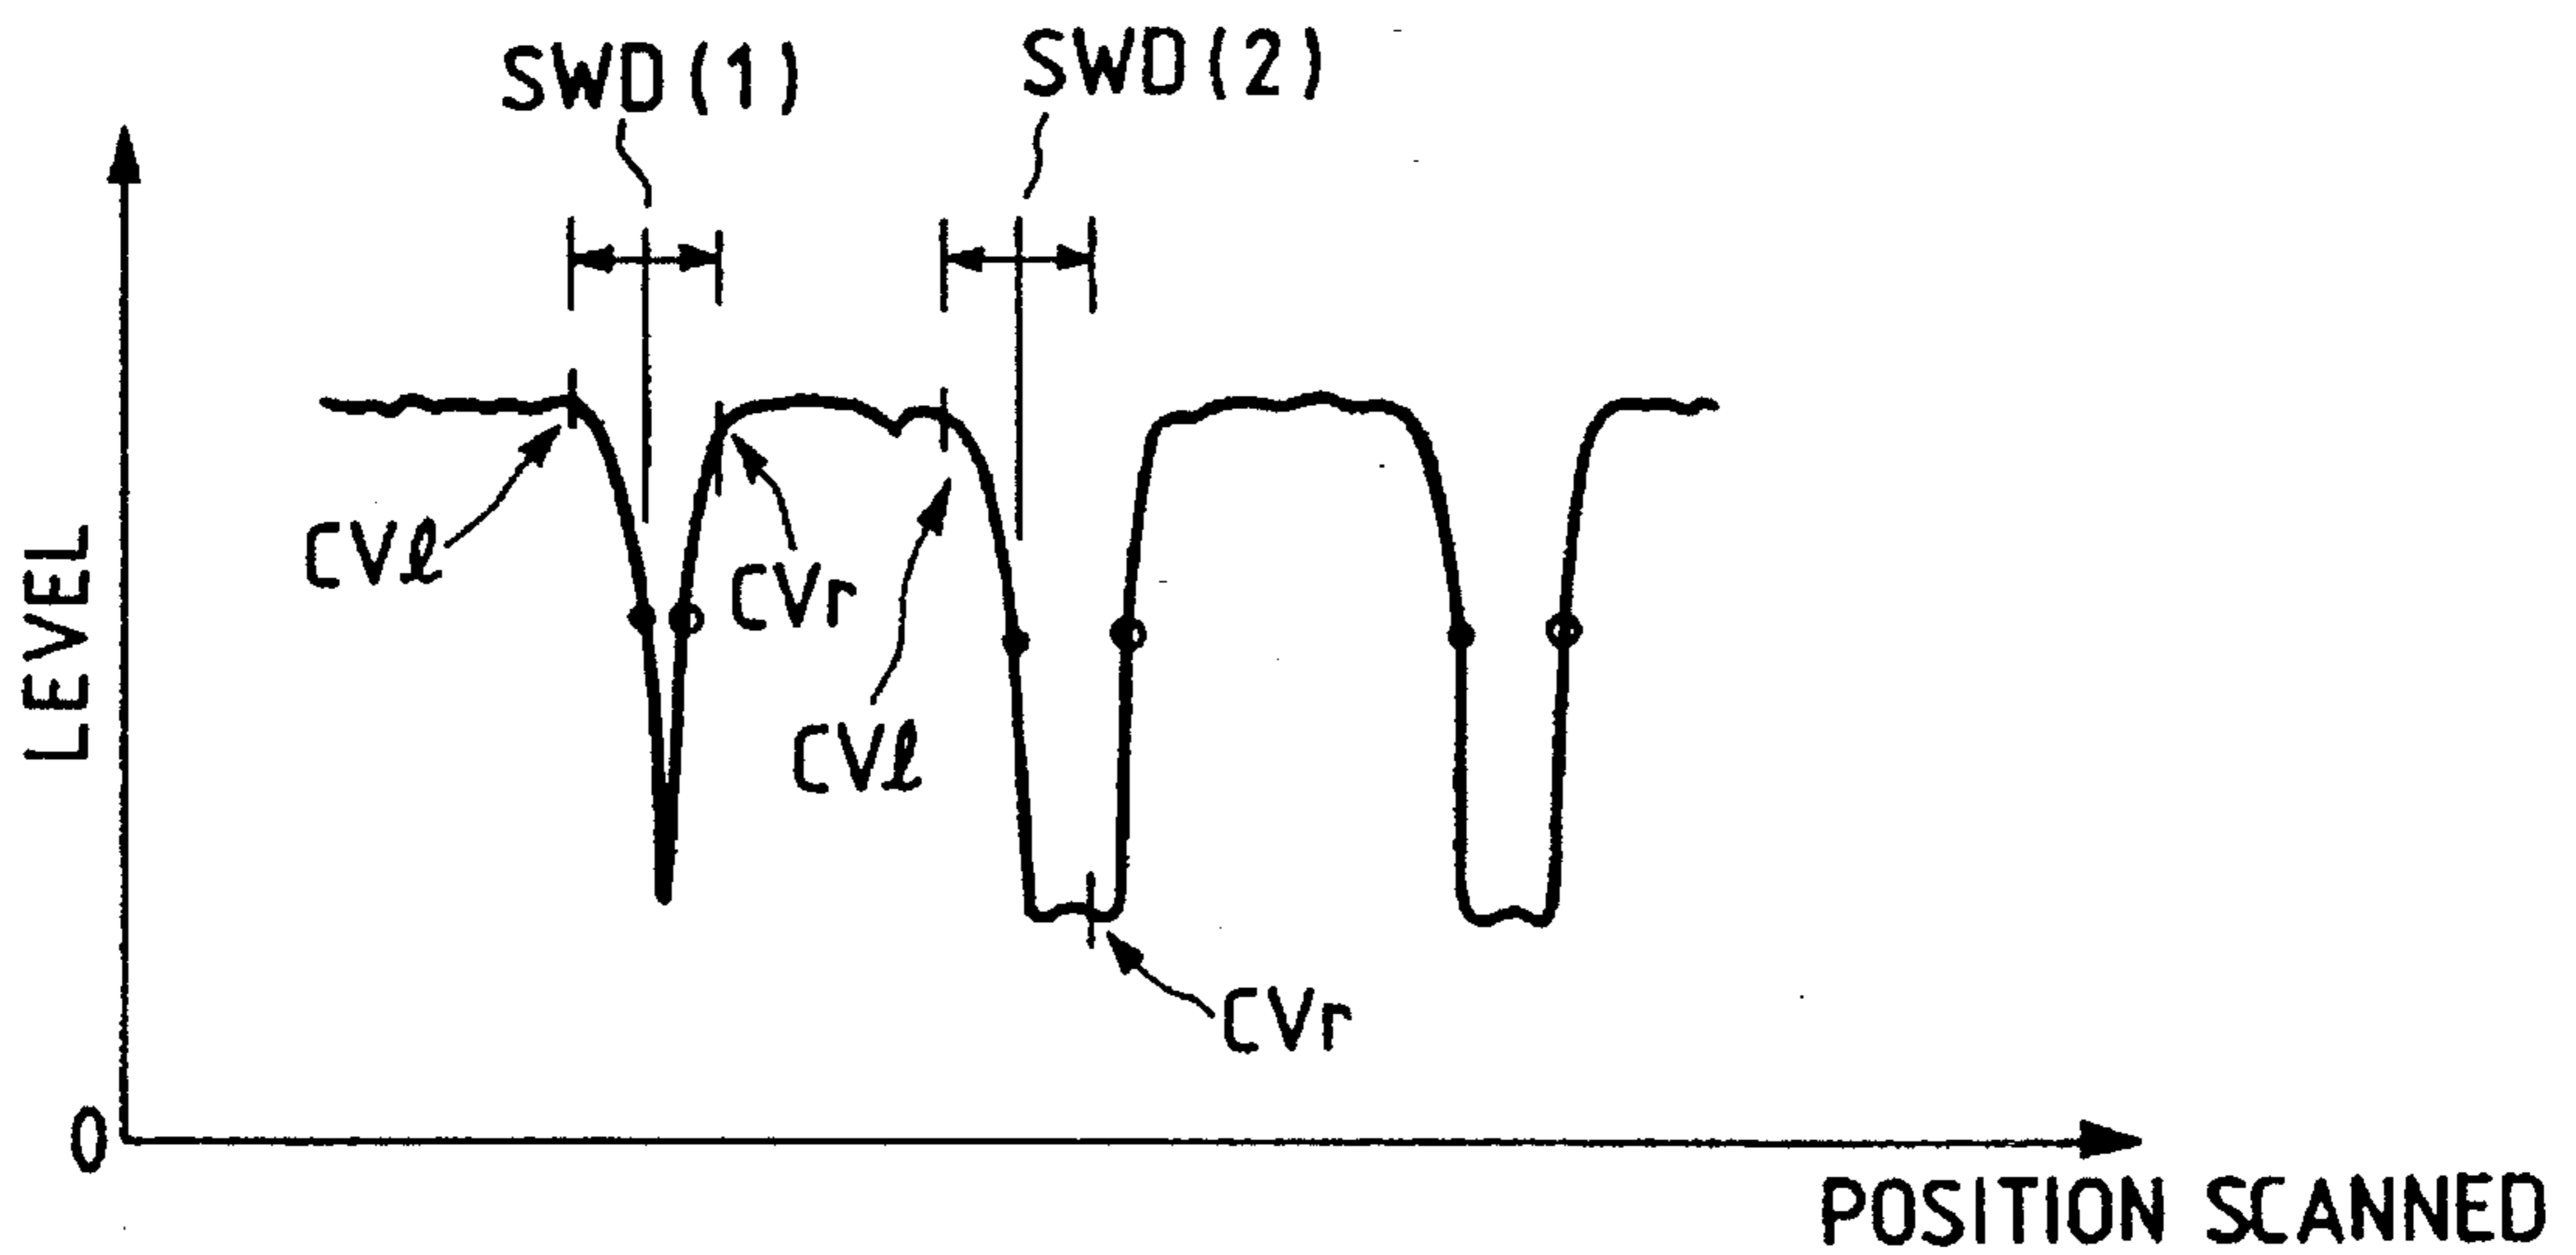 SWD(1)
SWD(2)
LEVEL
CVℓ
CVr
CVℓ
CVr
0
POSITION SCANNED